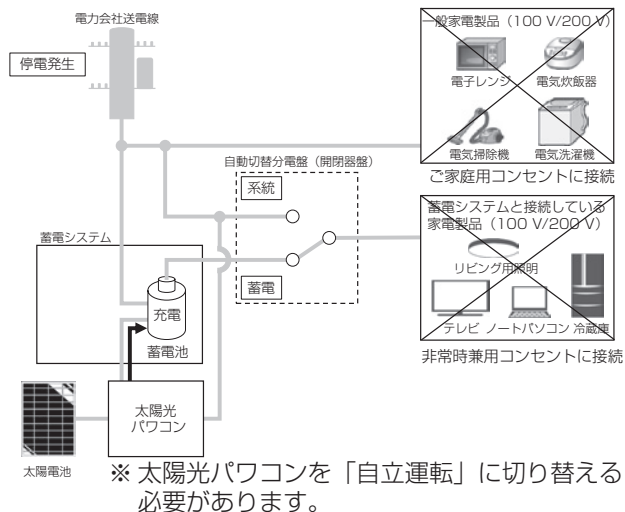 電力会社送電線
停電発生
一般家電製品（100 V/200 V）
電子レンジ 電気炊飯器
電気掃除機 電気洗濯機
ご家庭用コンセントに接続
自動切替分電盤（開閉器盤）
系統
蓄電
蓄電システムと接続している
家電製品（100 V/200 V）
リビング用照明
テレビ ノートパソコン 冷蔵庫
非常時兼用コンセントに接続
蓄電システム
充電
蓄電池
太陽光
パワコン
太陽電池
※ 太陽光パワコンを「自立運転」に切り替える
必要があります。